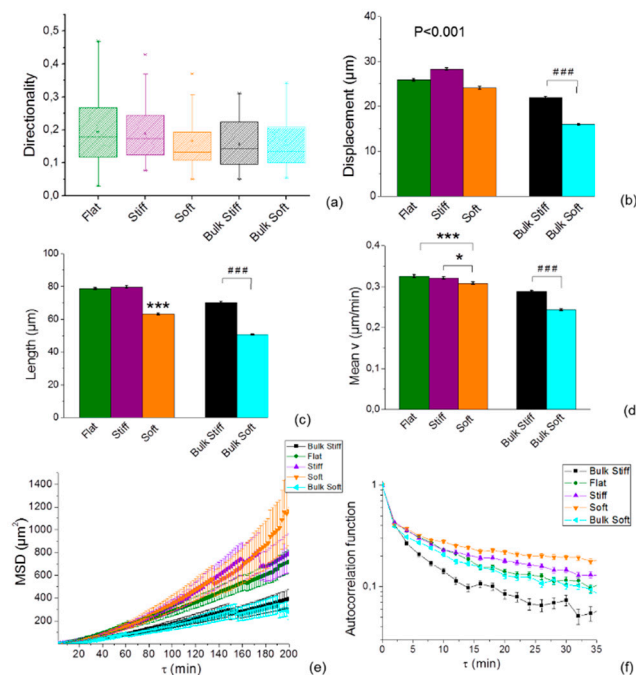 0,5
0,4
0,3
0,2
0,1
0,0
Directionality
Flat
Stiff
Soft
Bulk Stiff
Bulk Soft
(a)
P<0.001
###
40
30
20
10
0
Displacement (µm)
Flat
Stiff
Soft
Bulk Stiff
Bulk Soft
(b)
100
80
60
40
20
0
Length (µm)
***
###
Flat
Stiff
Soft
Bulk Stiff
Bulk Soft
(c)
0,4
0,3
0,2
0,1
0,0
Mean v (µm/min)
***
*
###
Flat
Stiff
Soft
Bulk Stiff
Bulk Soft
(d)
Bulk Stiff
Flat
Stiff
Soft
Bulk Soft
1400
1200
1000
800
600
400
200
MSD (µm²)
20 40 60 80 100 120 140 160 180 200
τ (min)
(e)
Bulk Stiff
Flat
Stiff
Soft
Bulk Soft
1
0.1
Autocorrelation function
0 5 10 15 20 25 30 35
τ (min)
(f)